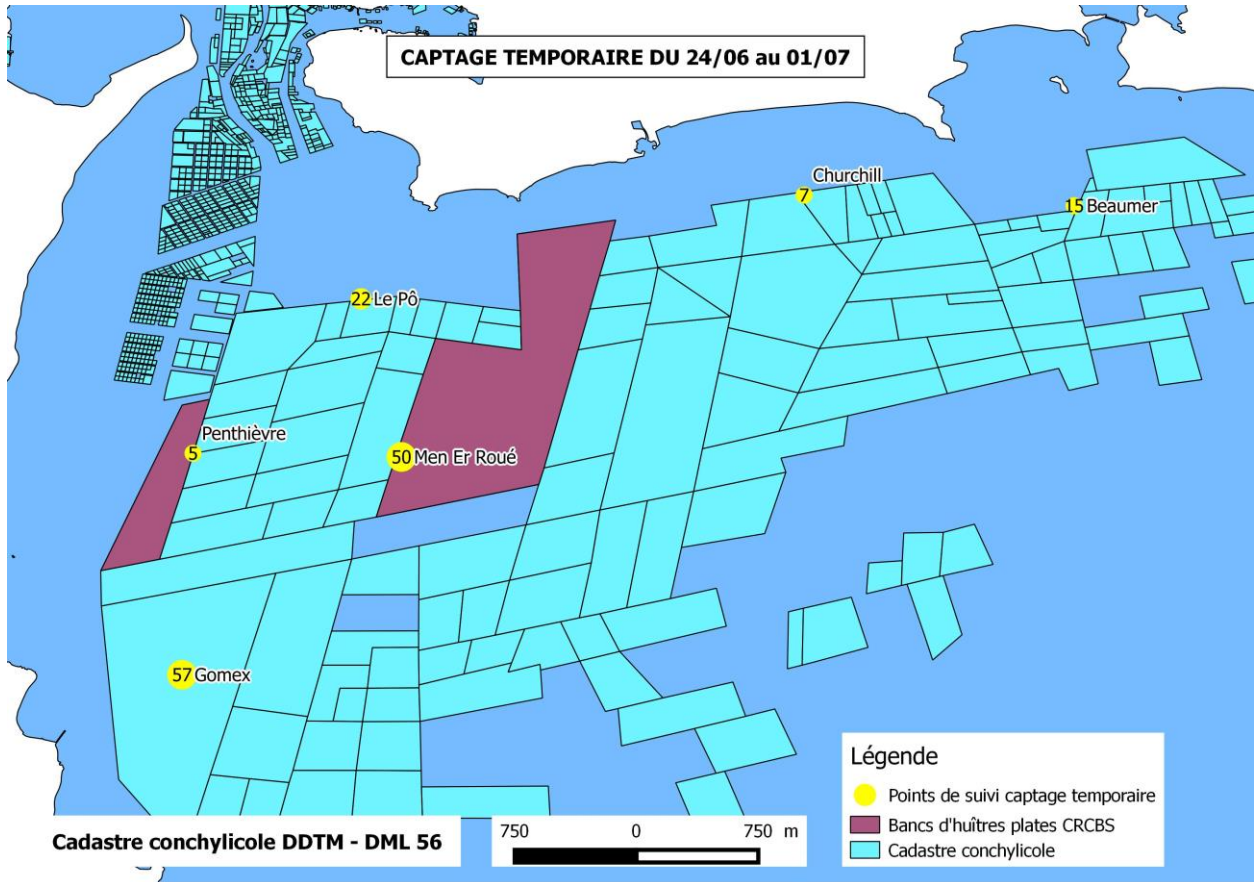 CAPTAGE TEMPORAIRE DU 24/06 au 01/07
Churchill
7
15 Beaumer
22 Le Pô
Penthièvre
5
50 Men Er Roué
57 Gomex
Légende
Points de suivi captage temporaire
Bancs d'huîtres plates CRCBS
Cadastre conchylicole
Cadastre conchylicole DDTM - DML 56
750 0 750 m